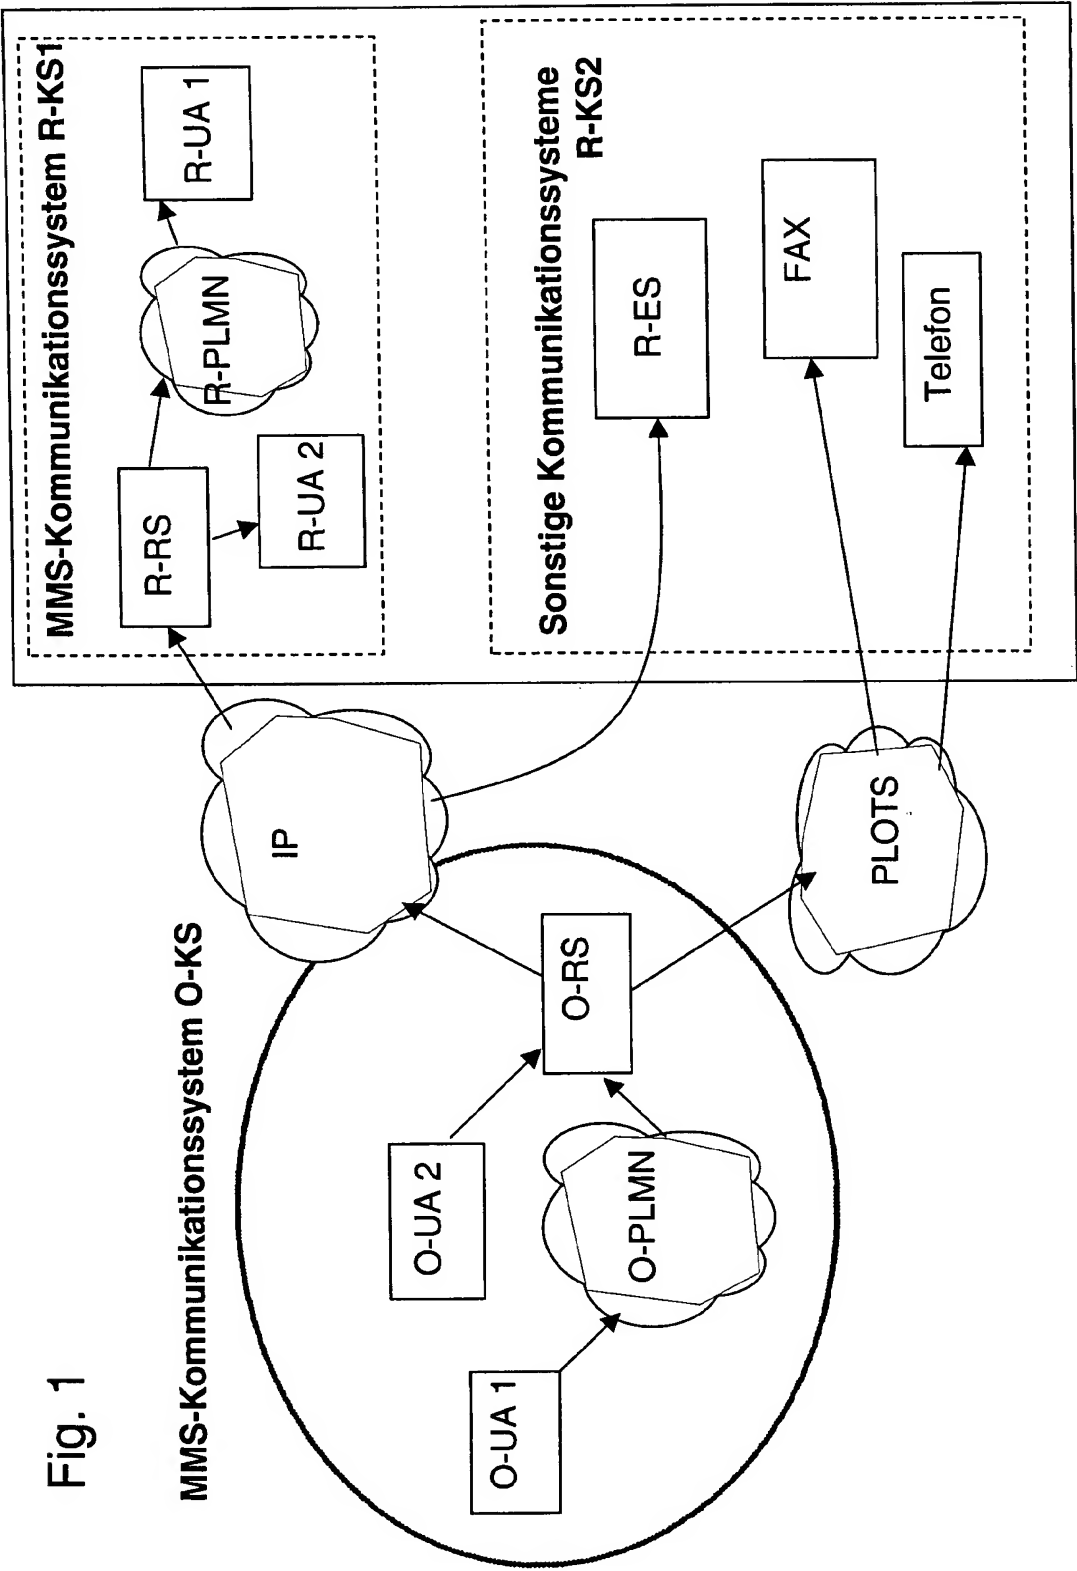 Fig. 1
MMS-Kommunikationssystem O-KS
O-UA 1
O-UA 2
O-PLMN
O-RS
IP
PLOTS
MMS-Kommunikationssystem R-KS1
R-RS
R-PLMN
R-UA 1
R-UA 2
Sonstige Kommunikationssysteme
R-KS2
R-ES
FAX
Telefon